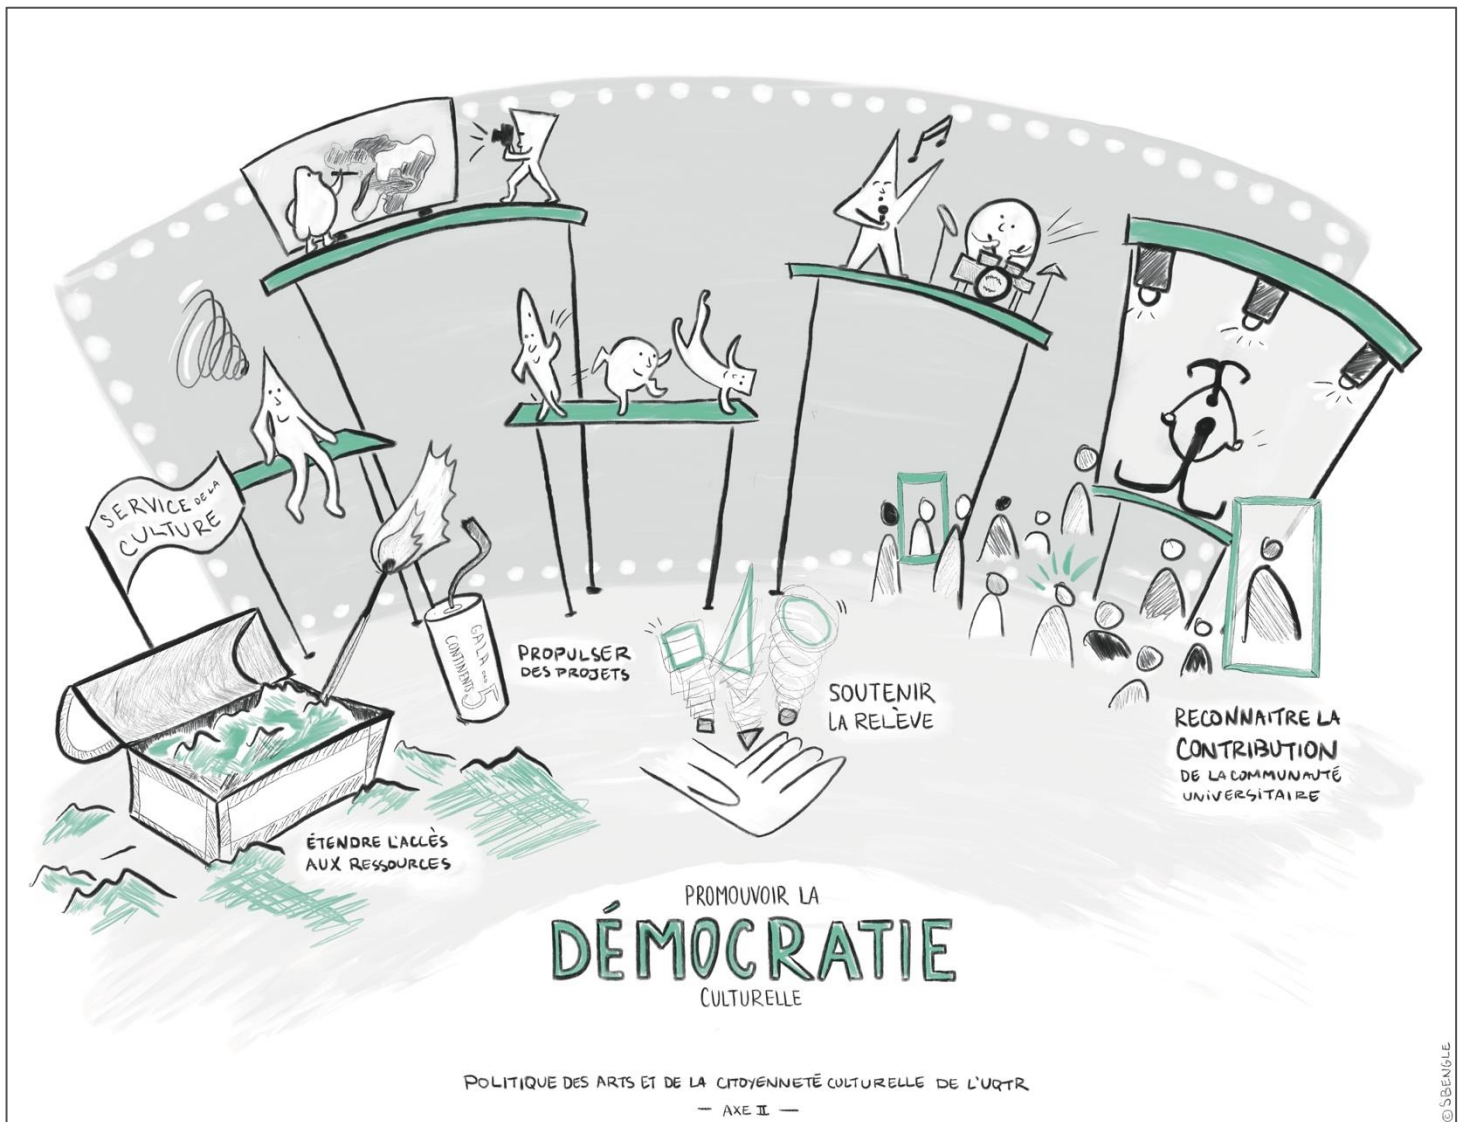 SERVICE DE LA
CULTURE
GALA DES 5
CONTINENTS
PROPULSER
DES PROJETS
SOUTENIR
LA RELÈVE
RECONNAITRE LA
CONTRIBUTION
DE LA COMMUNAUTÉ
UNIVERSITAIRE
ÉTENDRE L'ACCÈS
AUX RESSOURCES
PROMOUVOIR LA
DÉMOCRATIE
CULTURELLE
POLITIQUE DES ARTS ET DE LA CITOYENNETÉ CULTURELLE DE L'UQTR
— AXE II —
©SBENGLE